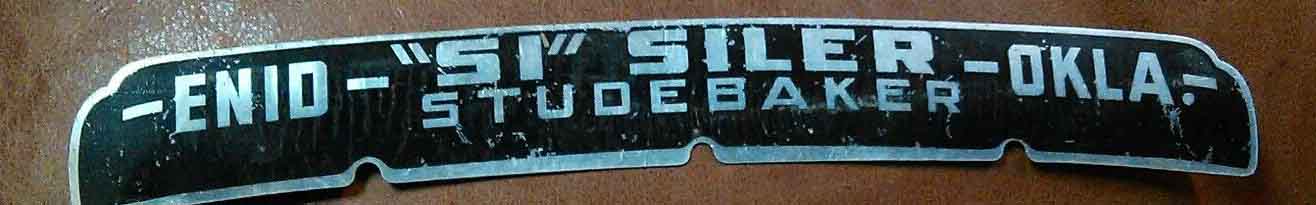 -ENID- "SI" SILER -OKLA.-
STUDEBAKER